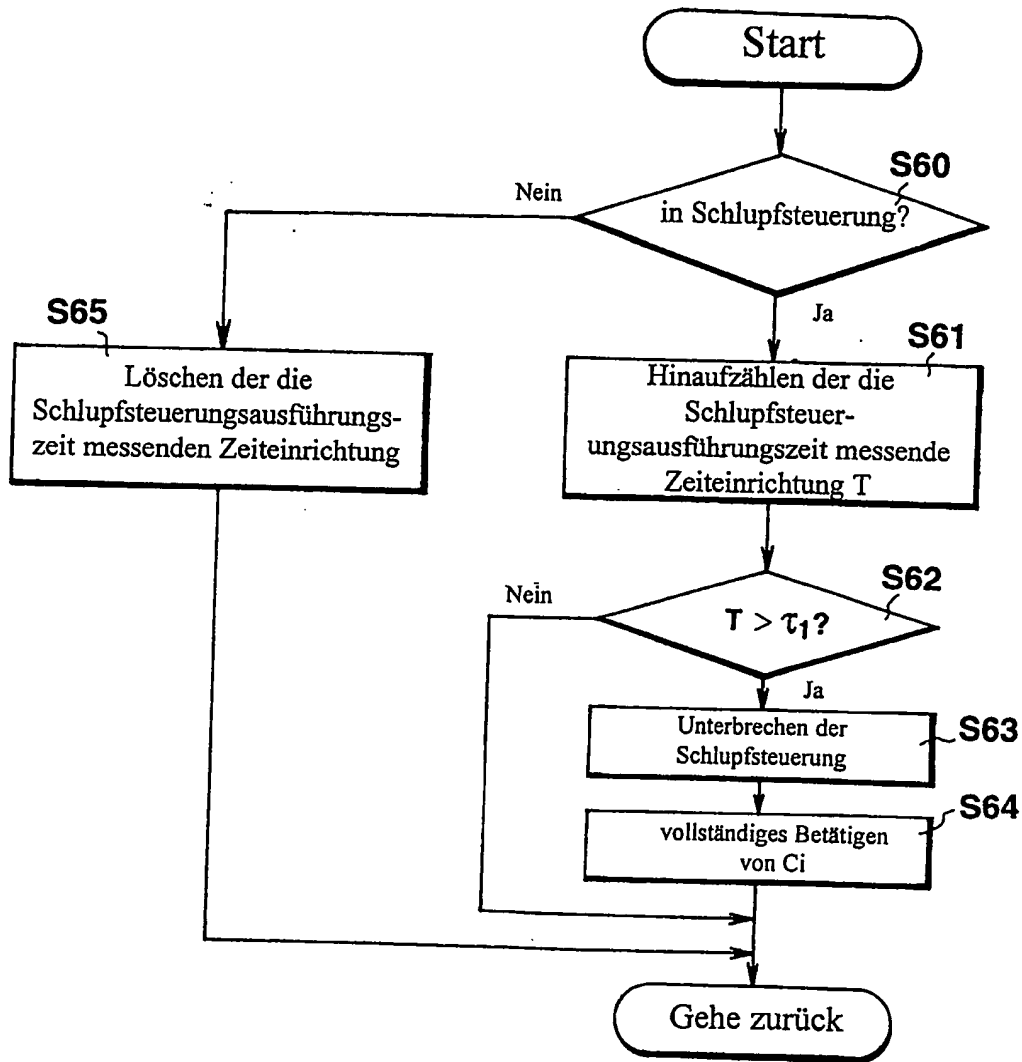 Start
S60
Nein
in Schlupfsteuerung?
Ja
S65
Löschen der die
Schlupfsteuerungsausführungs-
zeit messenden Zeiteinrichtung
S61
Hinaufzählen der die
Schlupfsteuer-
ungsausführungszeit messende
Zeiteinrichtung T
S62
Nein
T > τ₁?
Ja
Unterbrechen der
Schlupfsteuerung
S63
S64
vollständiges Betätigen
von Ci
Gehe zurück